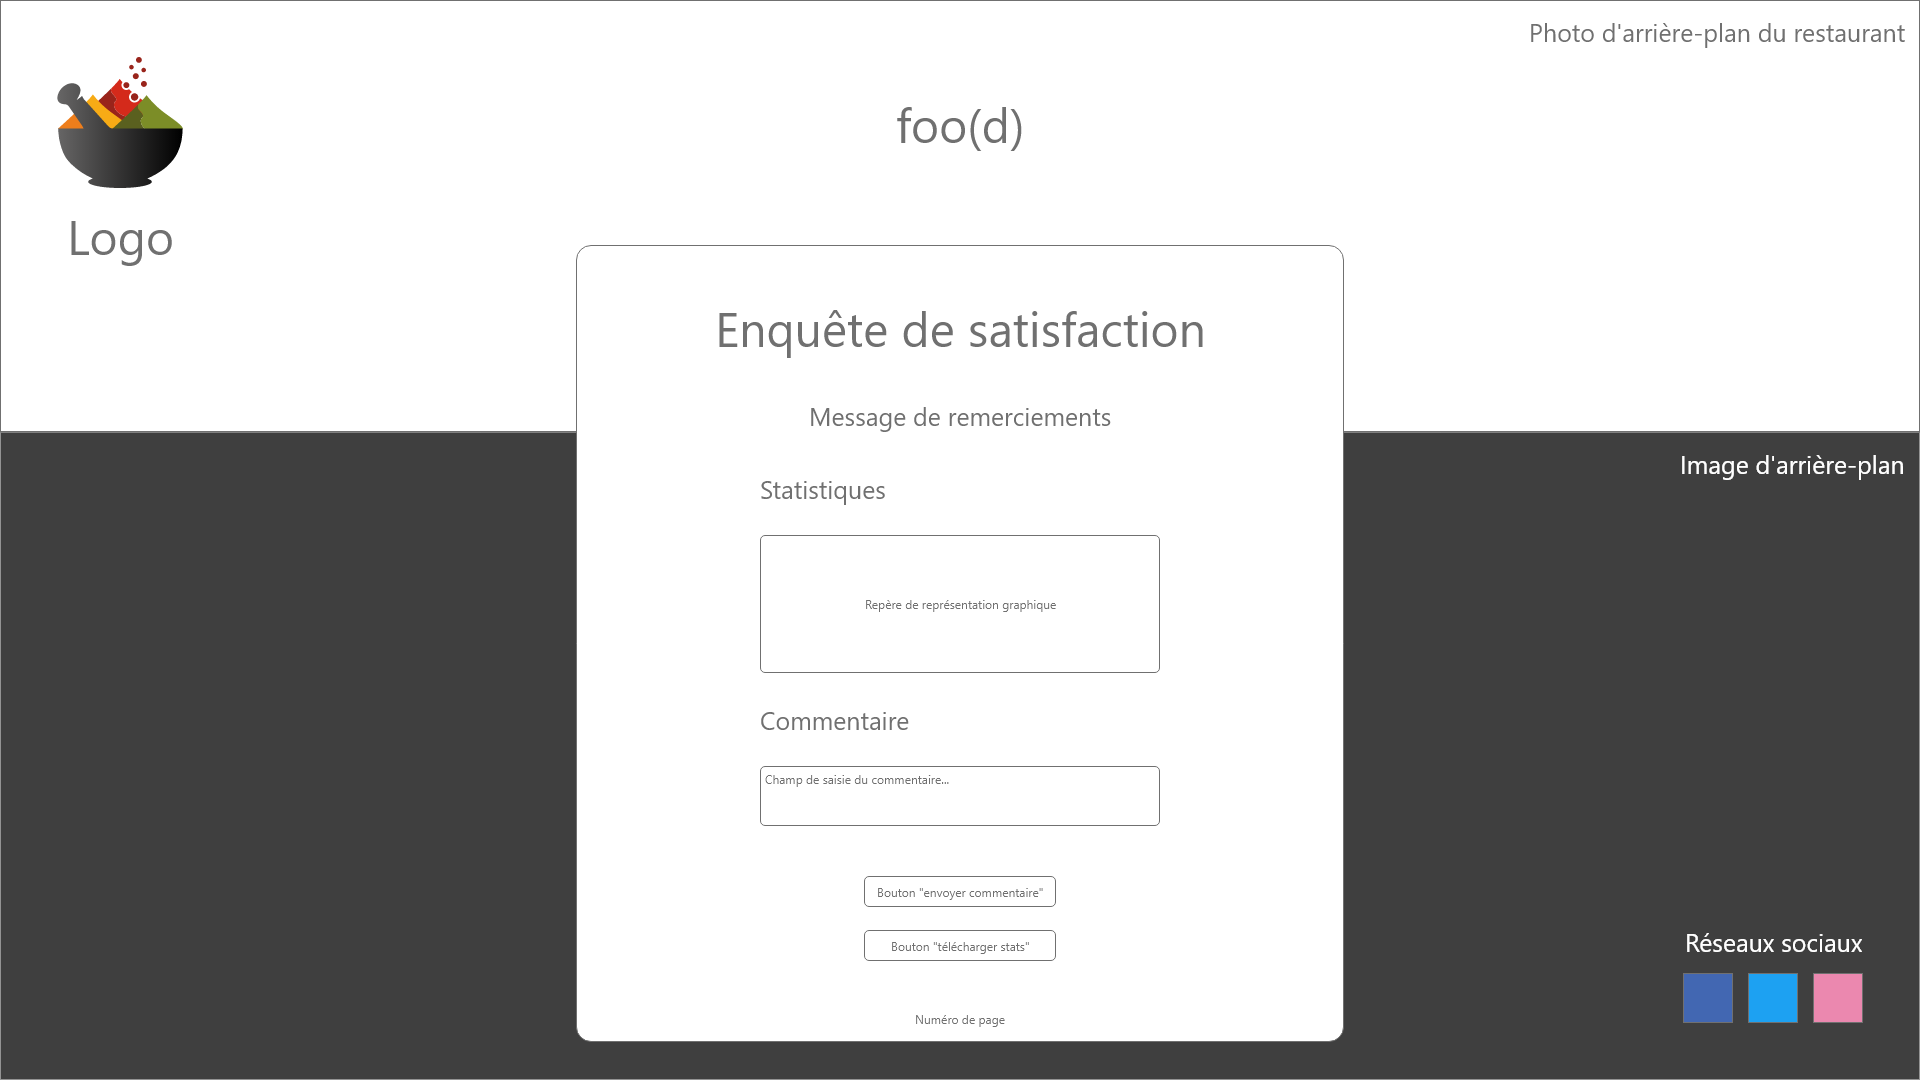 Photo d'arrière-plan du restaurant
foo(d)
Logo
Enquête de satisfaction
Message de remerciements
Image d'arrière-plan
Statistiques
Repère de représentation graphique
Commentaire
Champ de saisie du commentaire...
Bouton "envoyer commentaire"
Bouton "télécharger stats"
Réseaux sociaux
Numéro de page